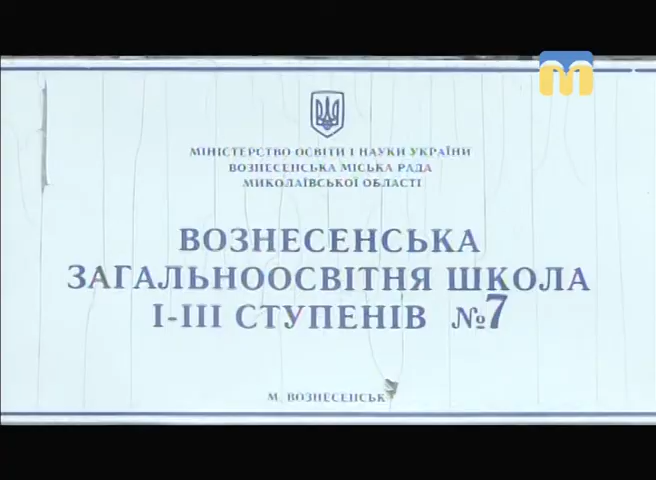 МІНІСТЕРСТВО ОСВІТИ І НАУКИ УКРАЇНИ
ВОЗНЕСЕНСЬКА МІСЬКА РАДА
МИКОЛАЇВСЬКОЇ ОБЛАСТІ
ВОЗНЕСЕНСЬКА
ЗАГАЛЬНООСВІТНЯ ШКОЛА
І-ІІІ СТУПЕНІВ №7
М. ВОЗНЕСЕНСЬК